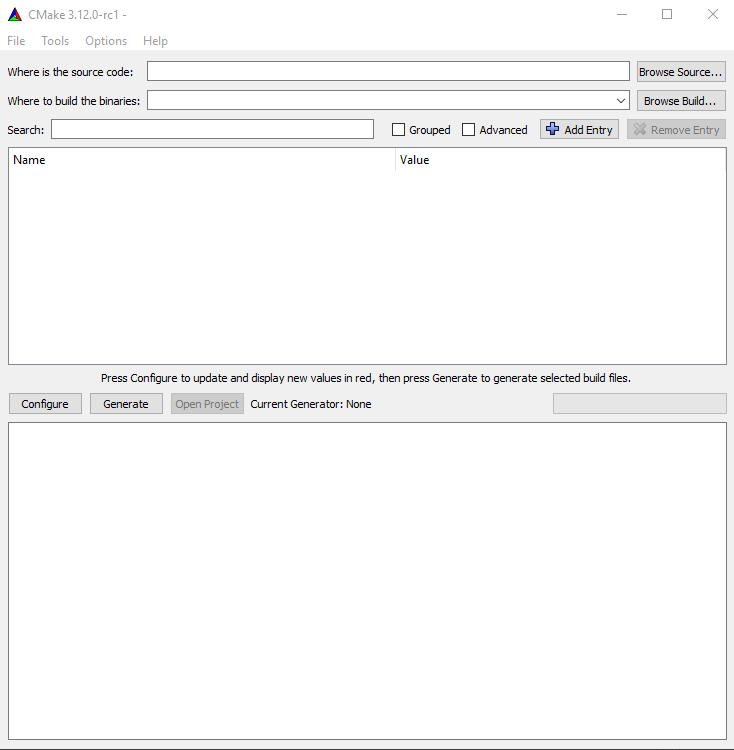 CMake 3.12.0-rc1 -
File Tools Options Help
Where is the source code: Browse Source...
Where to build the binaries: Browse Build...
Search: Grouped Advanced Add Entry Remove Entry
Name Value
Press Configure to update and display new values in red, then press Generate to generate selected build files.
Configure Generate Open Project Current Generator: None